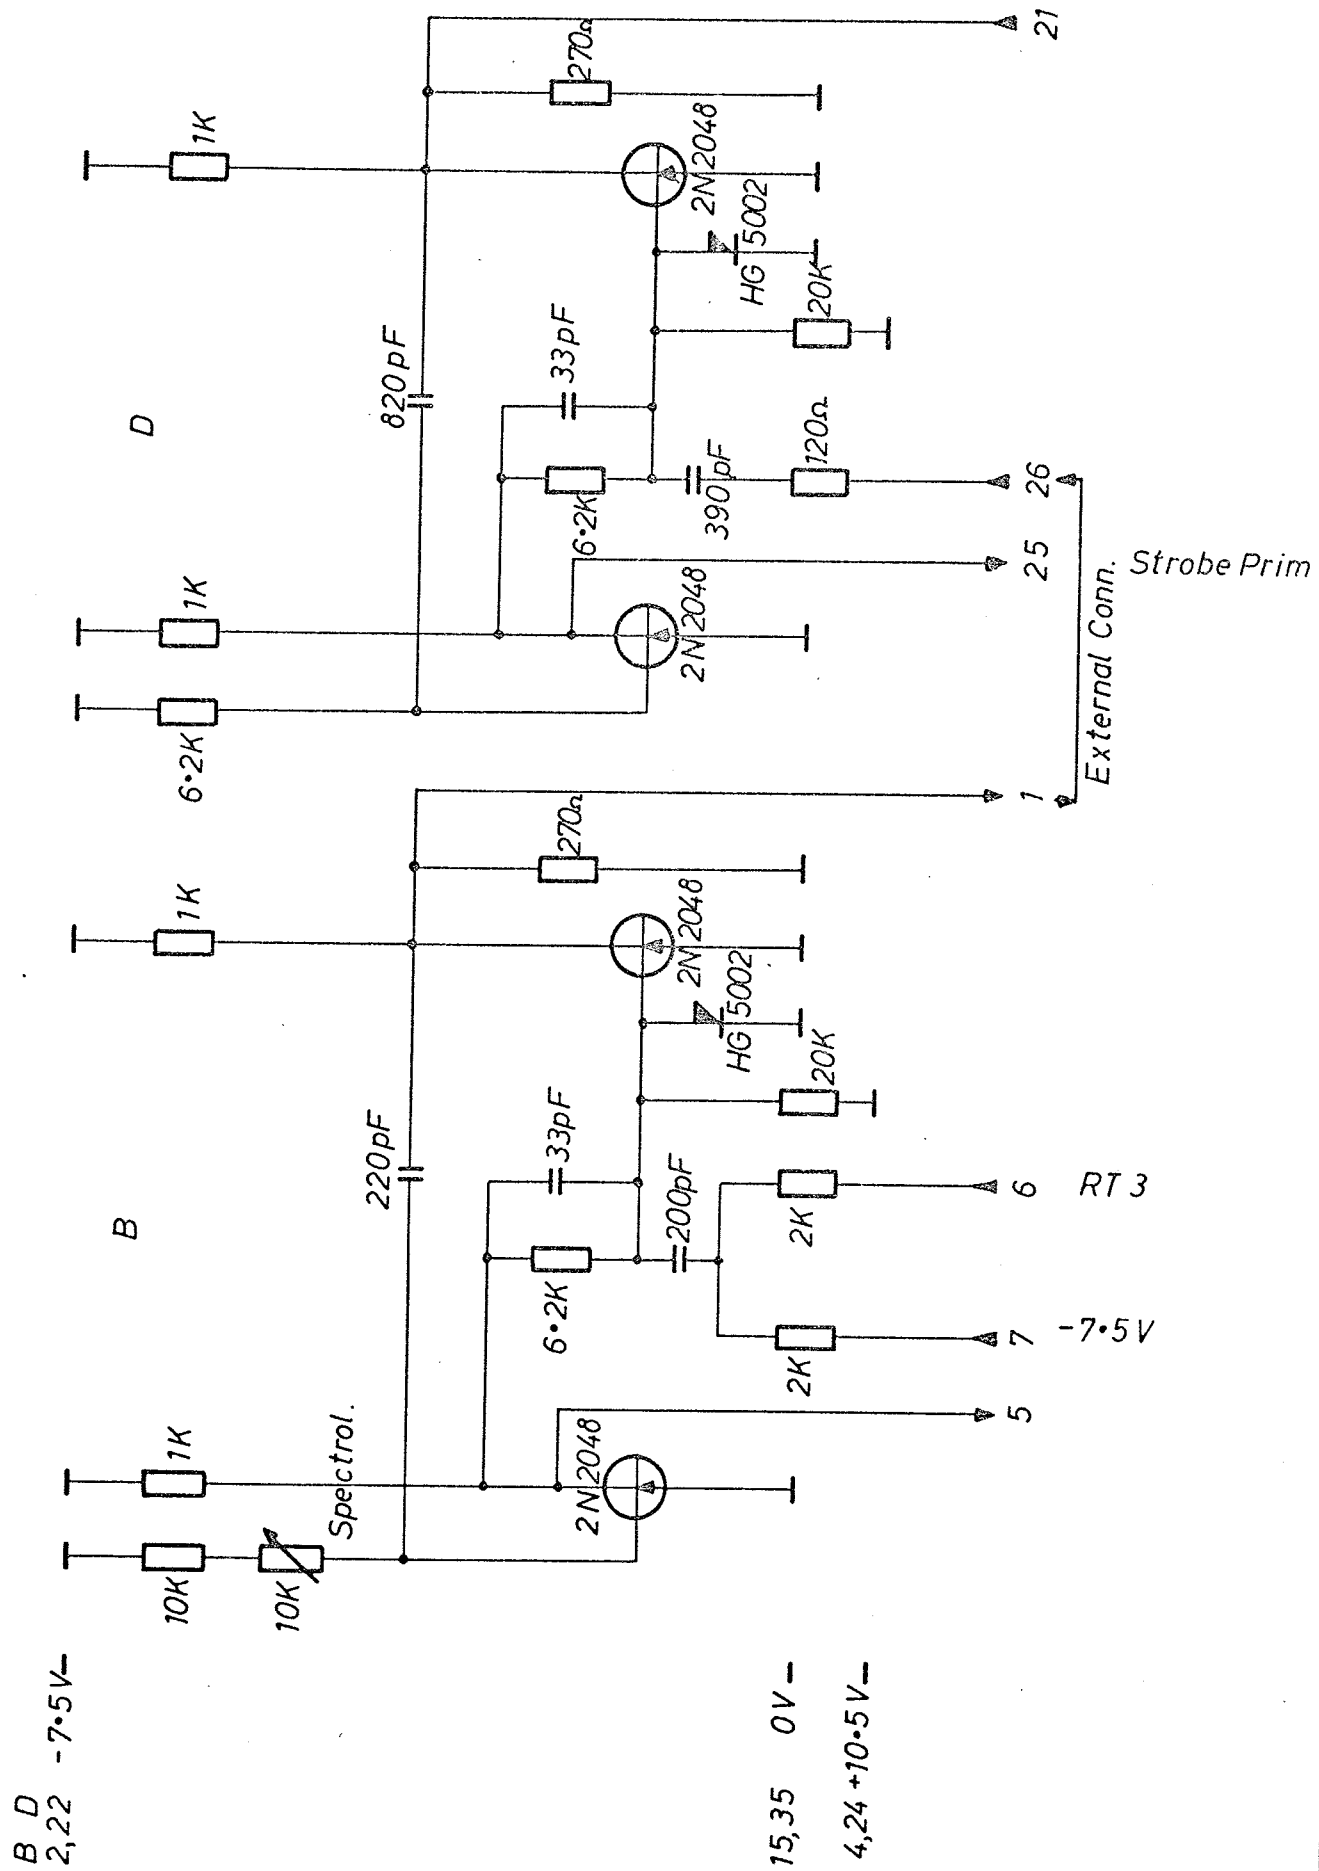 B D
2,22 -7·5V
15,35 0V
4,24 +10·5V
B
10K
10K
Spectrol.
1K
2N2048
5
220pF
6·2K
33pF
200pF
2K
7
-7·5V
2K
6
RT 3
20K
HG 5002
2N2048
1K
270Ω
1
External Conn.
D
6·2K
1K
2N2048
25
Strobe Prim
820pF
6·2K
33pF
390pF
120Ω
26
20K
HG 5002
2N2048
1K
270Ω
21